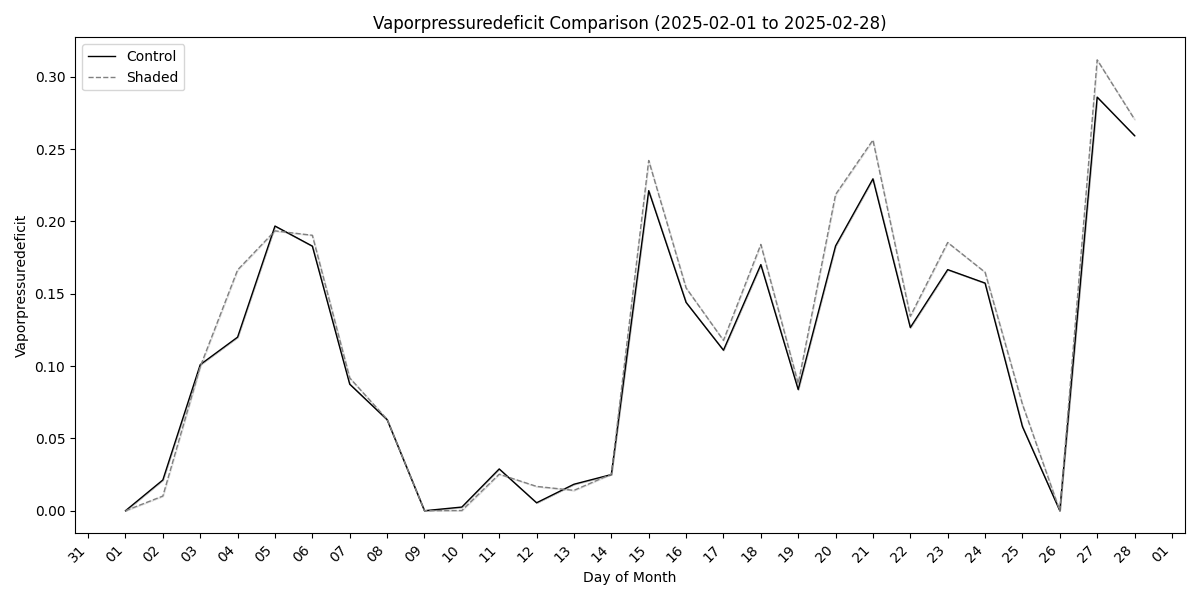 Vaporpressuredeficit Comparison (2025-02-01 to 2025-02-28)
Control
Shaded
0.30
0.25
0.20
0.15
0.10
0.05
0.00
Vaporpressuredeficit
31 01 02 03 04 05 06 07 08 09 10 11 12 13 14 15 16 17 18 19 20 21 22 23 24 25 26 27 28 01
Day of Month